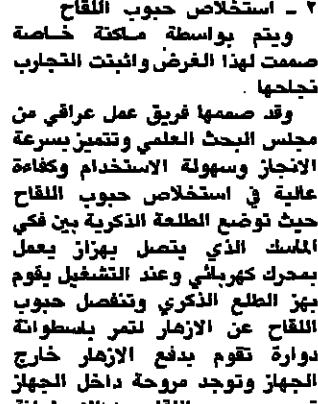 ٢ ـ استخلاص حبوب اللقاح
ويتم بواسطة ماكنة خاصة
صممت لهذا الغرض واثبتت التجارب
نجاحها .
وقد صممها فريق عمل عراقي من
مجلس البحث العلمي وتتميز بسرعة
الانجاز وسهولة الاستخدام وكفاءة
عالية في استخلاص حبوب اللقاح
حيث توضع الطلعة الذكرية بين فكي
الماسك الذي يتصل بهزاز يعمل
بمحرك كهربائي وعند التشغيل يقوم
بهز الطلع الذكري وتنفصل حبوب
اللقاح عن الازهار لتمر باسطوانة
دوارة تقوم بدفع الازهار خارج
الجهاز وتوجد مروحة داخل الجهاز